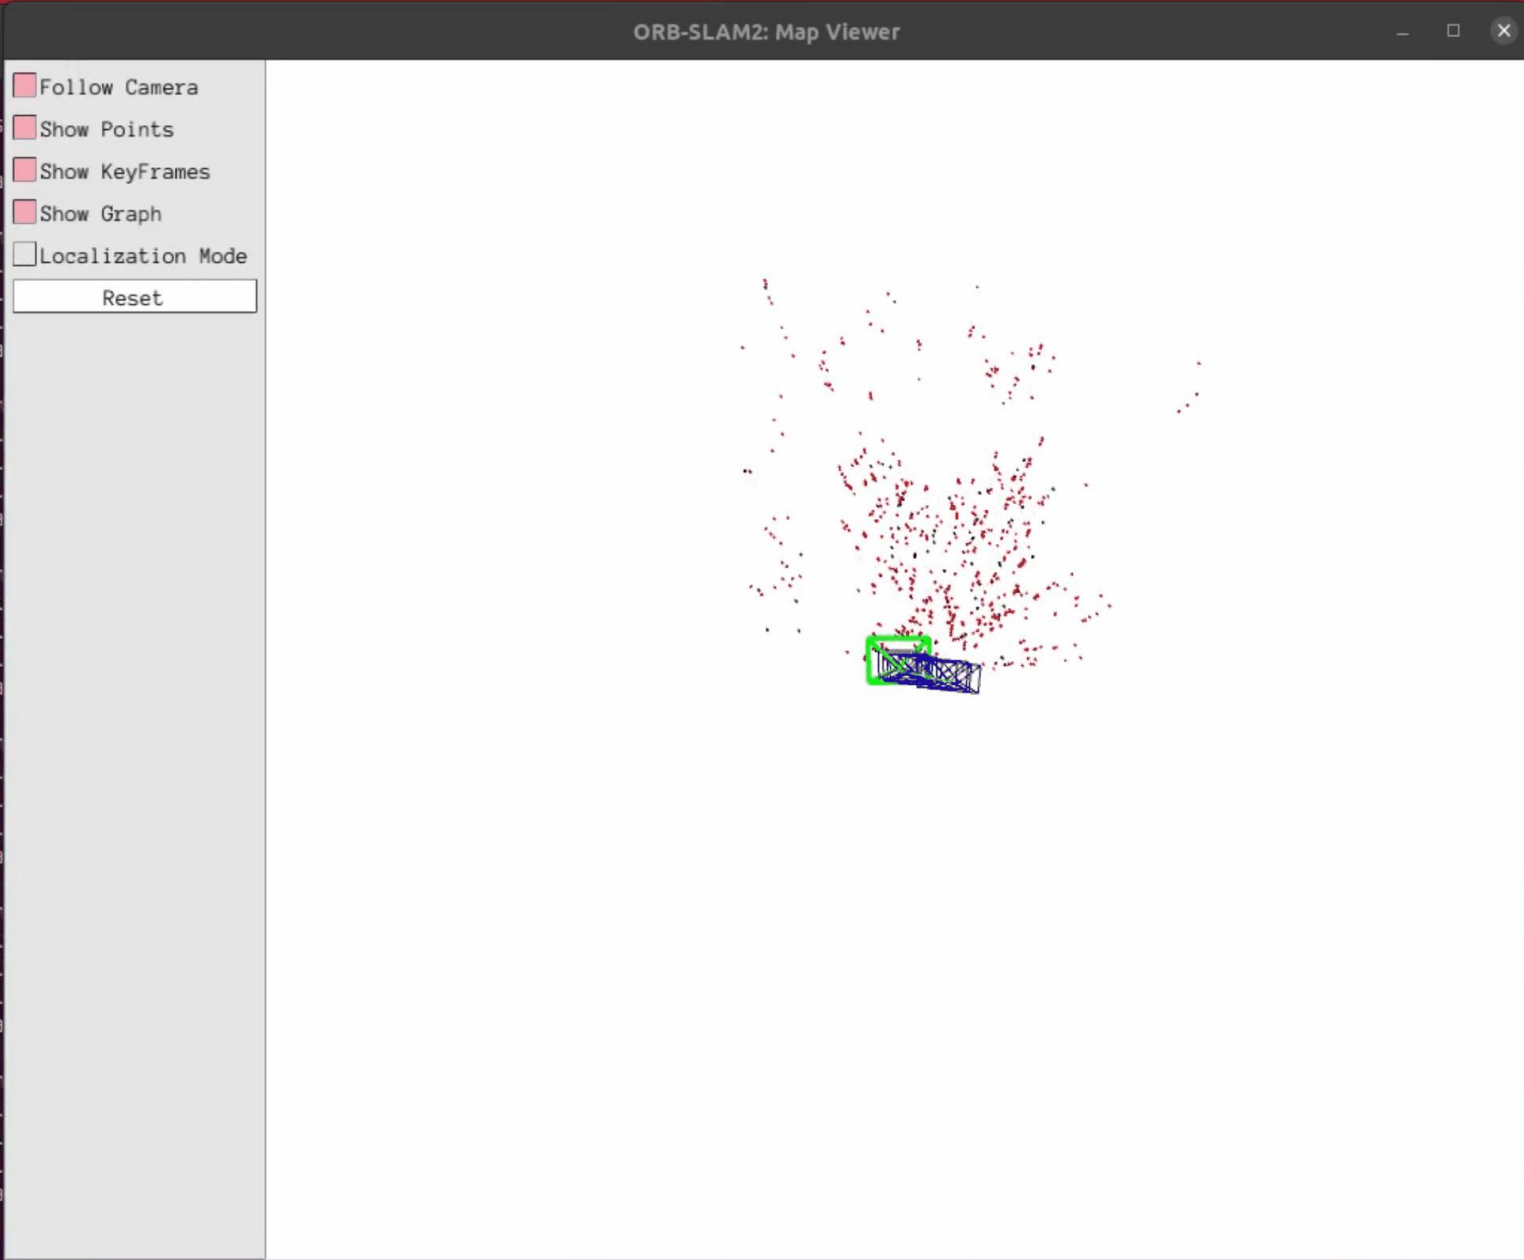 ORB-SLAM2: Map Viewer
Follow Camera
Show Points
Show KeyFrames
Show Graph
Localization Mode
Reset